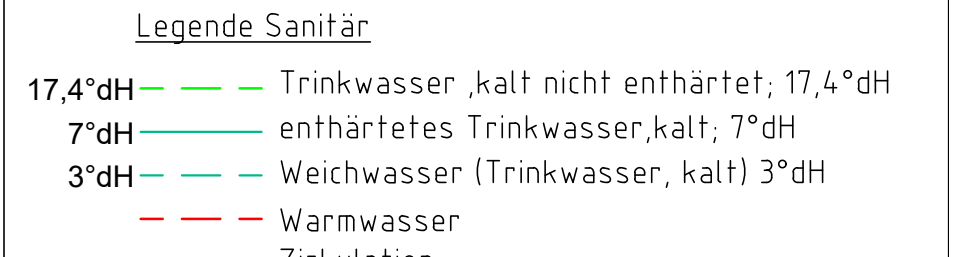 Legende Sanitär
17,4°dH Trinkwasser ,kalt nicht enthärtet; 17,4°dH
7°dH enthärtetes Trinkwasser,kalt; 7°dH
3°dH Weichwasser (Trinkwasser, kalt) 3°dH
Warmwasser
Zirkulation